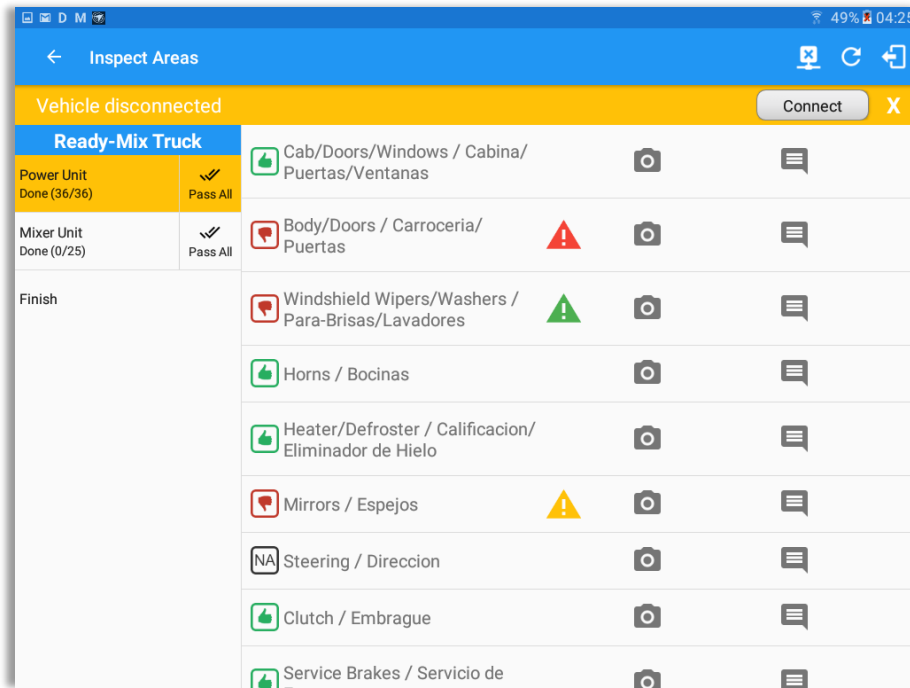 D M 49% 04:25
Inspect Areas
Vehicle disconnected Connect X
Ready-Mix Truck
Power Unit
Done (36/36) Pass All
Mixer Unit
Done (0/25) Pass All
Finish
Cab/Doors/Windows / Cabina/
Puertas/Ventanas
Body/Doors / Carroceria/
Puertas
Windshield Wipers/Washers /
Para-Brisas/Lavadores
Horns / Bocinas
Heater/Defroster / Calificacion/
Eliminador de Hielo
Mirrors / Espejos
NA Steering / Direccion
Clutch / Embrague
Service Brakes / Servicio de